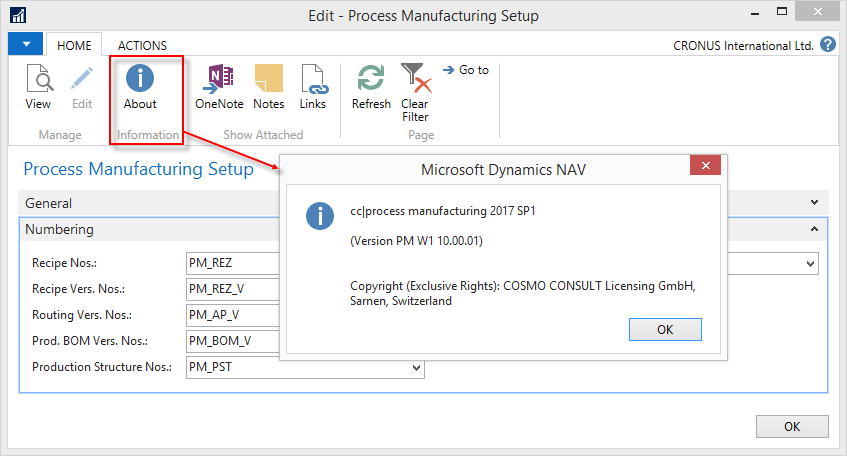 Edit - Process Manufacturing Setup
HOME
ACTIONS
CRONUS International Ltd.
View
Edit
About
OneNote
Notes
Links
Refresh
Clear
Filter
Go to
Manage
Information
Show Attached
Page
Process Manufacturing Setup
General
Numbering
Recipe Nos.:
PM_REZ
Recipe Vers. Nos.:
PM_REZ_V
Routing Vers. Nos.:
PM_AP_V
Prod. BOM Vers. Nos.:
PM_BOM_V
Production Structure Nos.:
PM_PST
Microsoft Dynamics NAV
cc|process manufacturing 2017 SP1
(Version PM W1 10.00.01)
Copyright (Exclusive Rights): COSMO CONSULT Licensing GmbH,
Sarnen, Switzerland
OK
OK